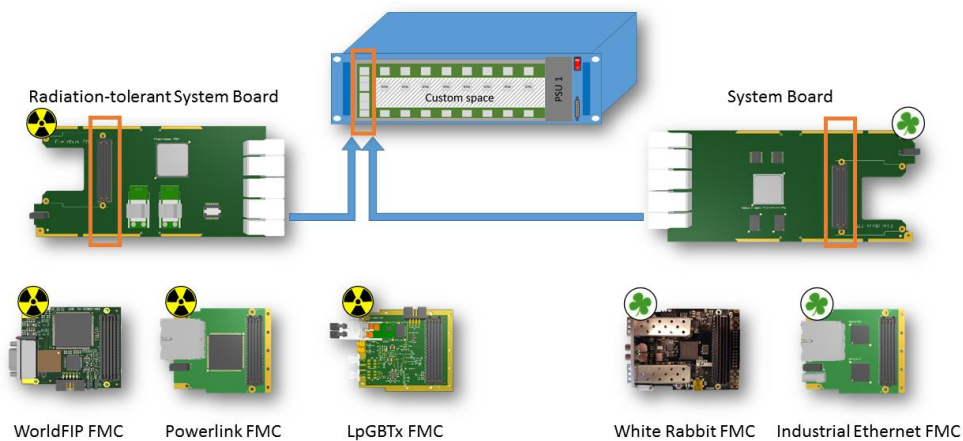 Radiation-tolerant System Board
System Board
Custom space
PSU 1
WorldFIP FMC
Powerlink FMC
LpGBTx FMC
White Rabbit FMC
Industrial Ethernet FMC